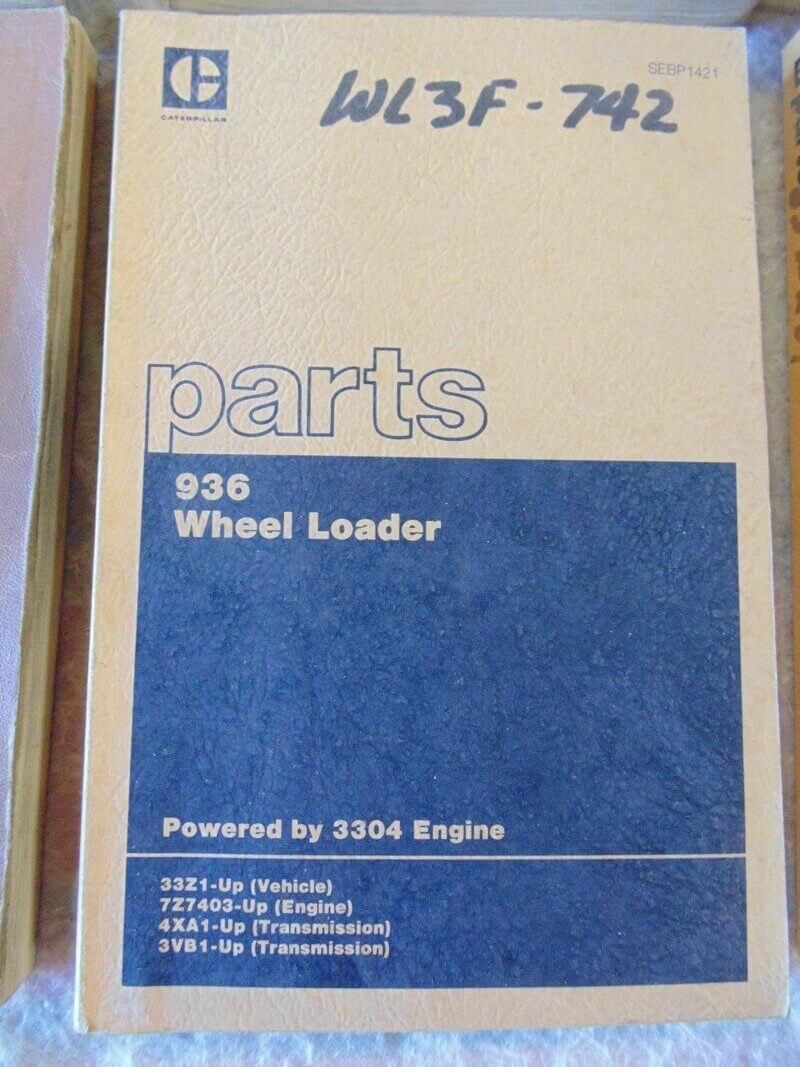 SEBP1421
WL3F-742
CATERPILLAR
parts
936
Wheel Loader
Powered by 3304 Engine
33Z1-Up (Vehicle)
7Z7403-Up (Engine)
4XA1-Up (Transmission)
3VB1-Up (Transmission)